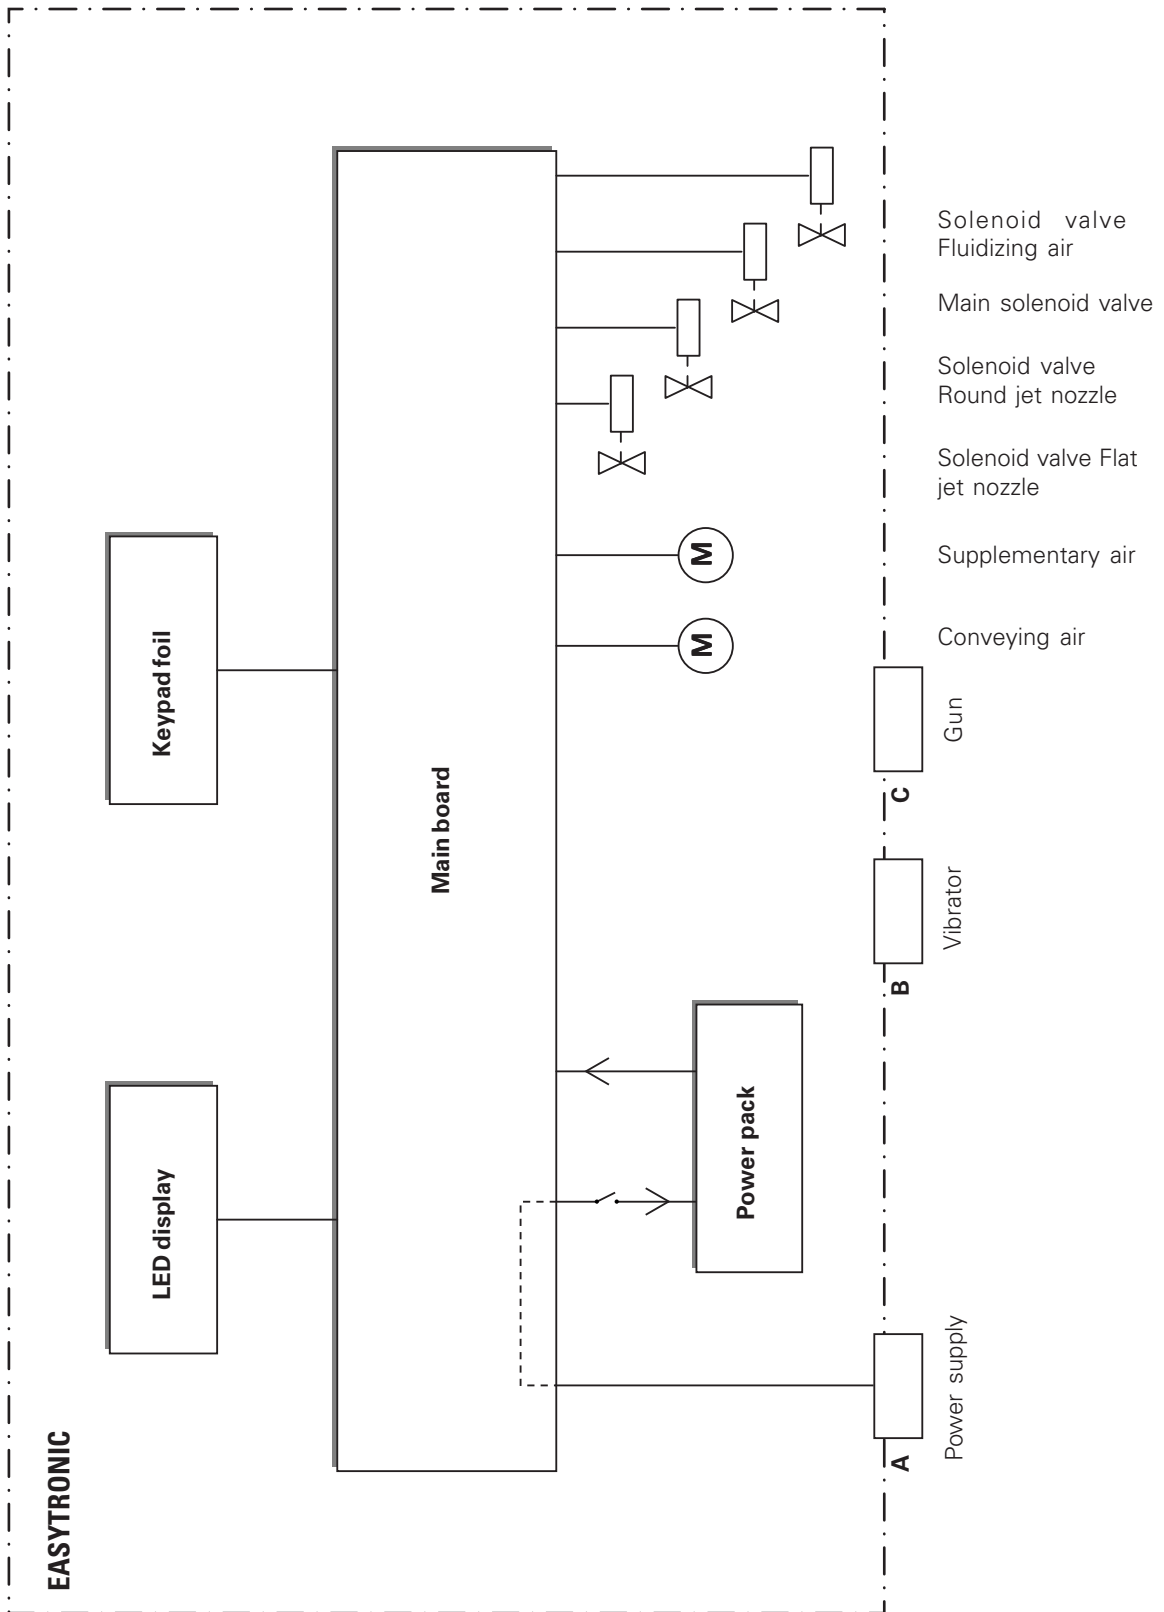 EASYTRONIC
LED display
Keypad foil
Main board
Power pack
M
M
Solenoid valve
Fluidizing air
Main solenoid valve
Solenoid valve
Round jet nozzle
Solenoid valve Flat
jet nozzle
Supplementary air
Conveying air
A
Power supply
B
Vibrator
C
Gun